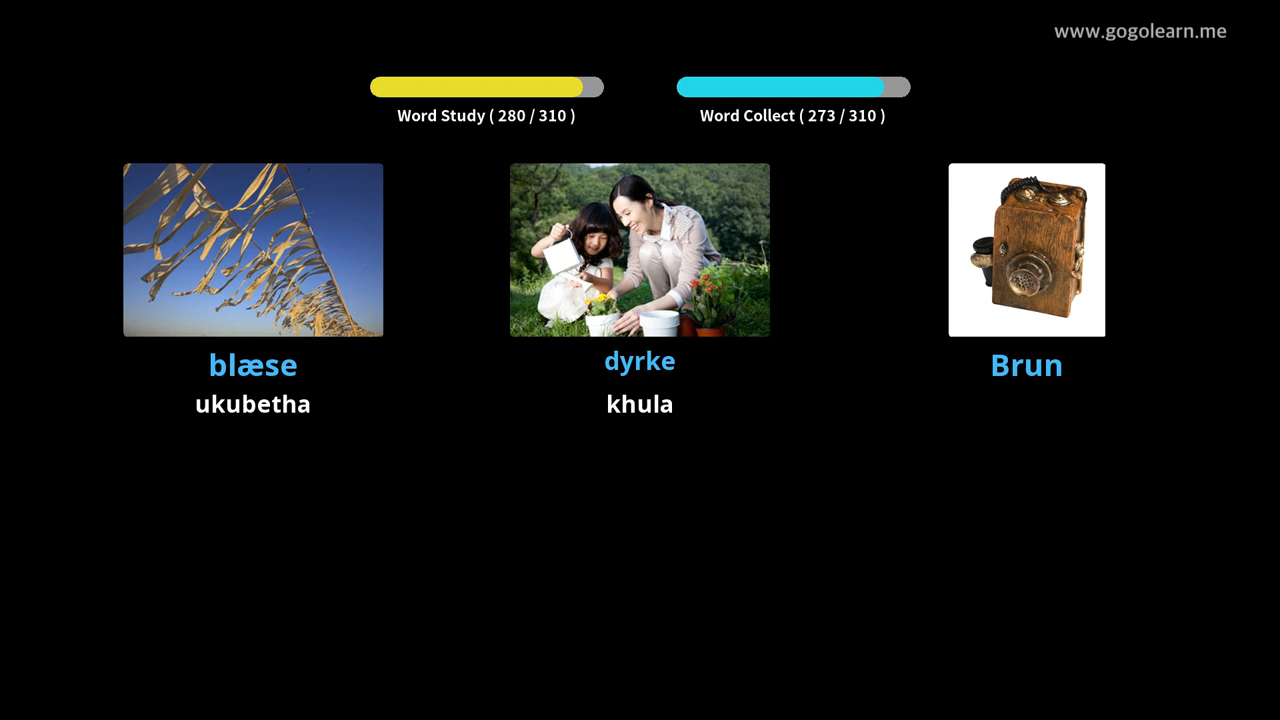 www.gogolearn.me
Word Study ( 280 / 310 )
Word Collect ( 273 / 310 )
blæse
ukubetha
dyrke
khula
Brun